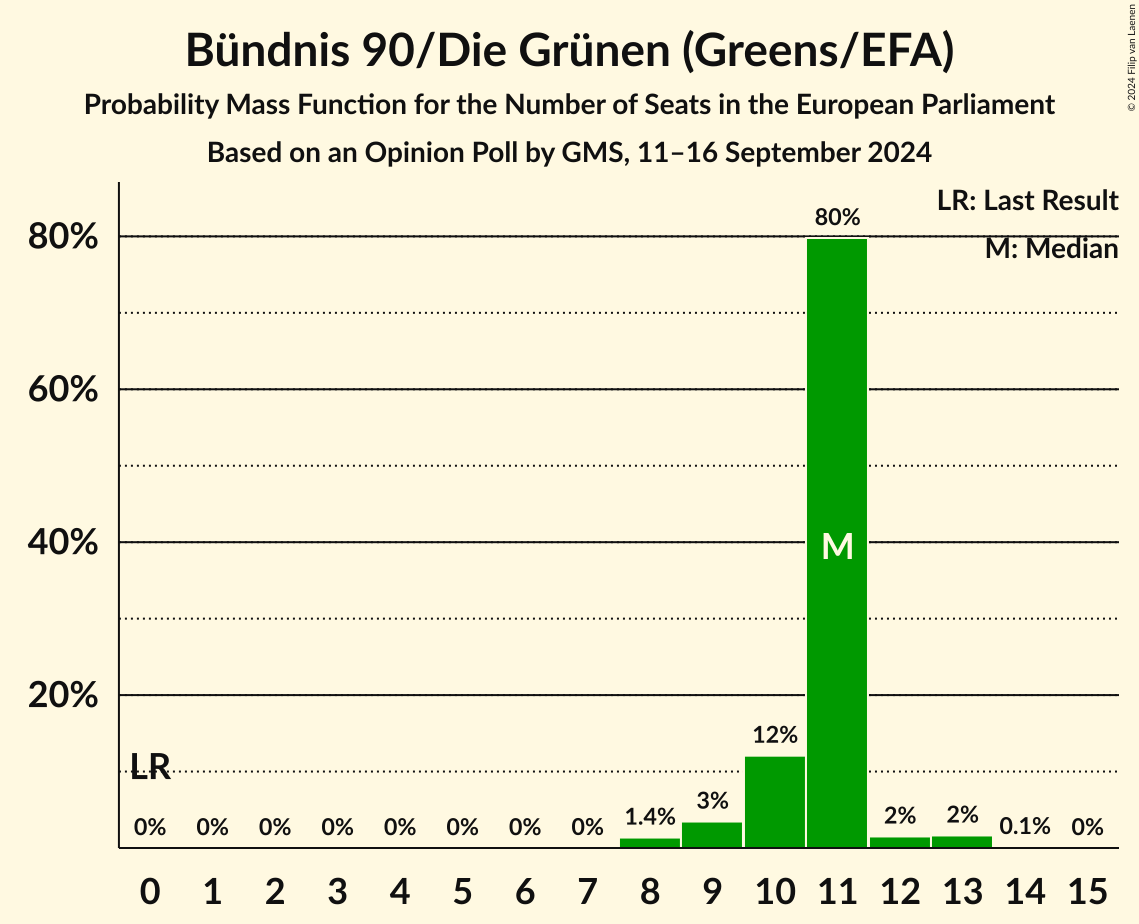 Bündnis 90/Die Grünen (Greens/EFA)
Probability Mass Function for the Number of Seats in the European Parliament
Based on an Opinion Poll by GMS, 11–16 September 2024
© 2024 Filip van Laenen
LR: Last Result
M: Median
80%
60%
40%
20%
80%
M
LR
0% 0% 0% 0% 0% 0% 0% 0% 1.4% 3% 12% 2% 2% 0.1% 0%
0 1 2 3 4 5 6 7 8 9 10 11 12 13 14 15